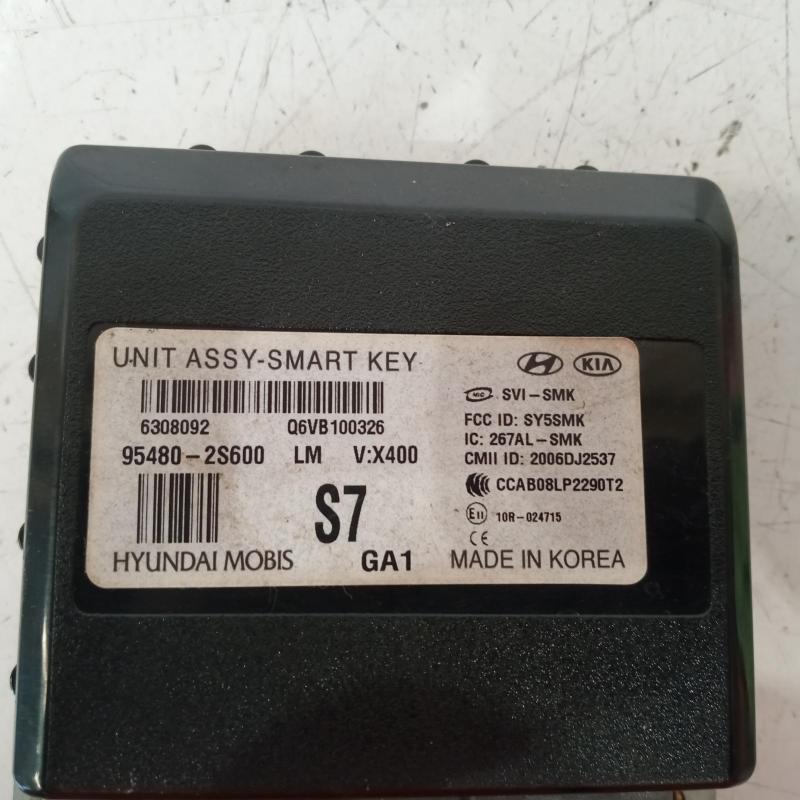 UNIT ASSY-SMART KEY
KIA
6308092 Q6VB100326
95480-2S600 LM V:X400
S7
HYUNDAI MOBIS GA1
MIC SVI-SMK
FCC ID: SY5SMK
IC: 267AL-SMK
CMII ID: 2006DJ2537
CCAB08LP2290T2
E11 10R-024715
CE
MADE IN KOREA